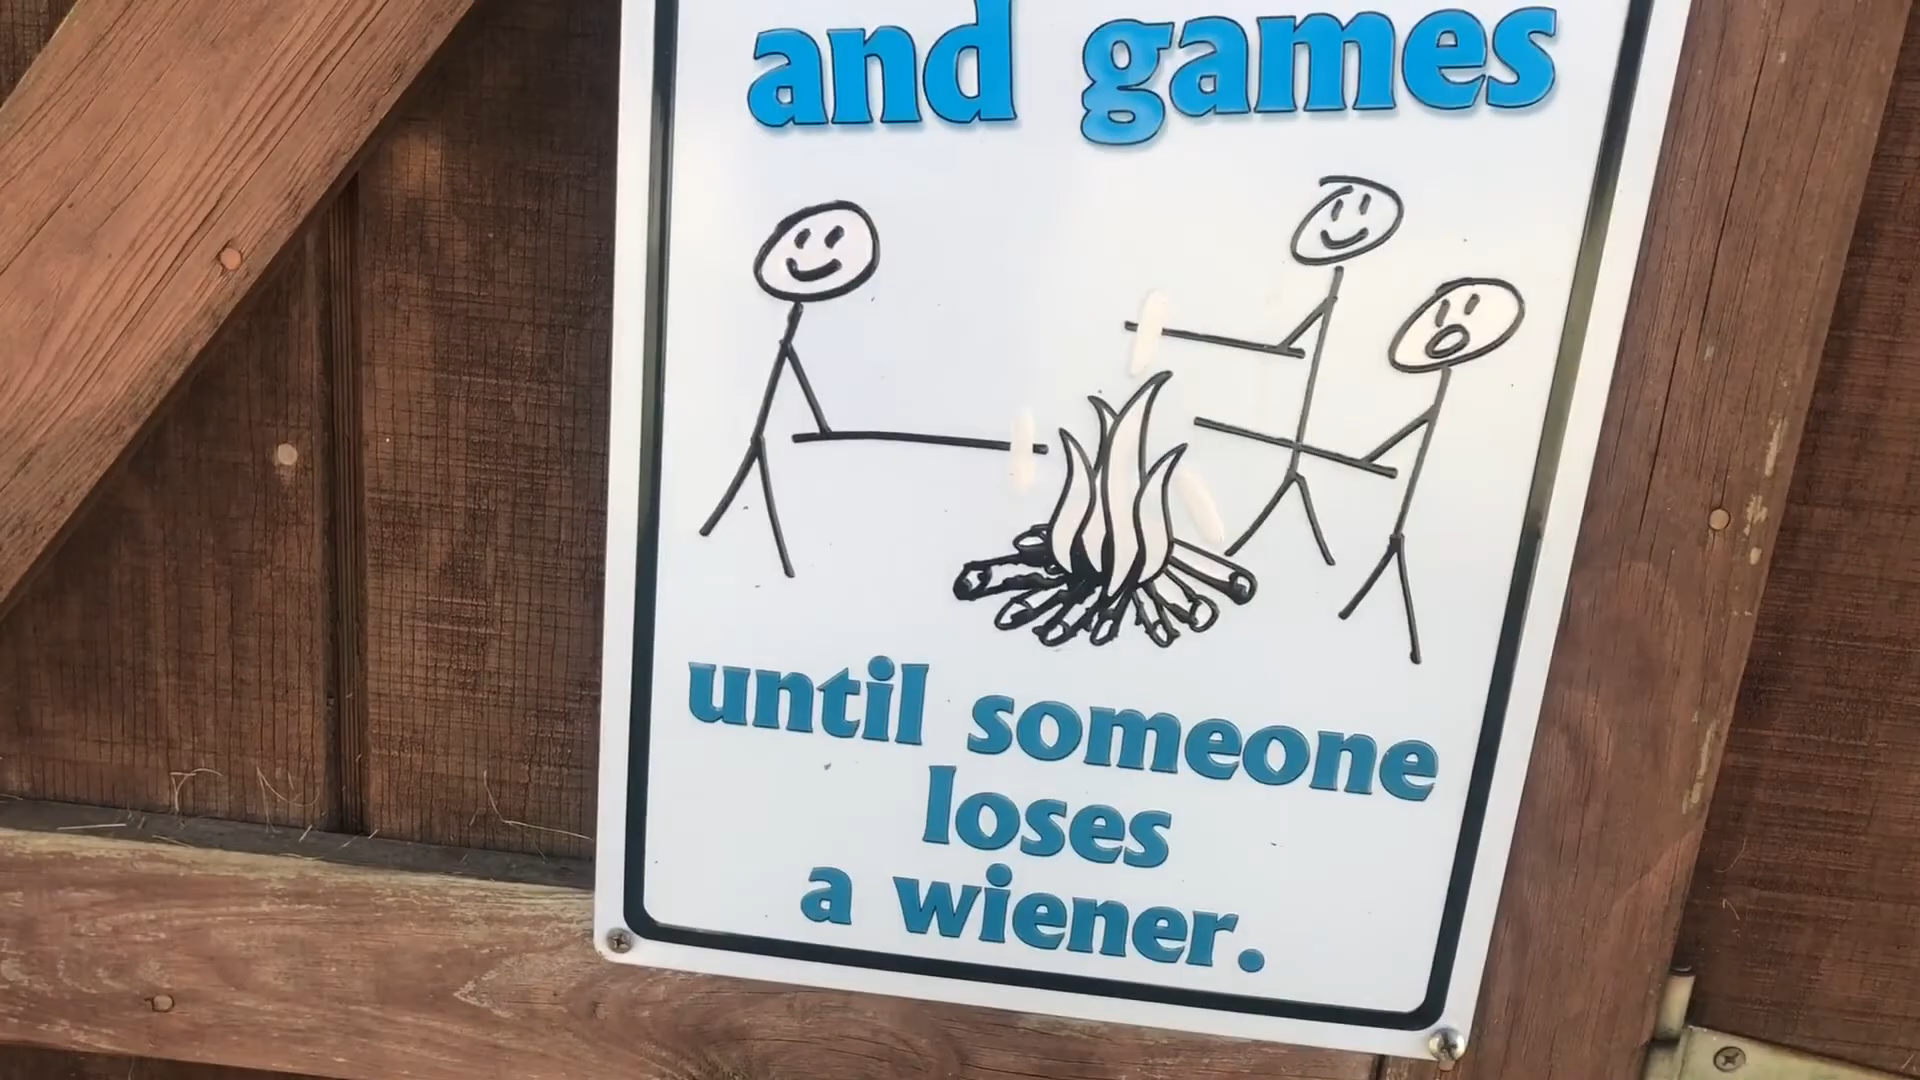 and games
until someone
loses
a wiener.